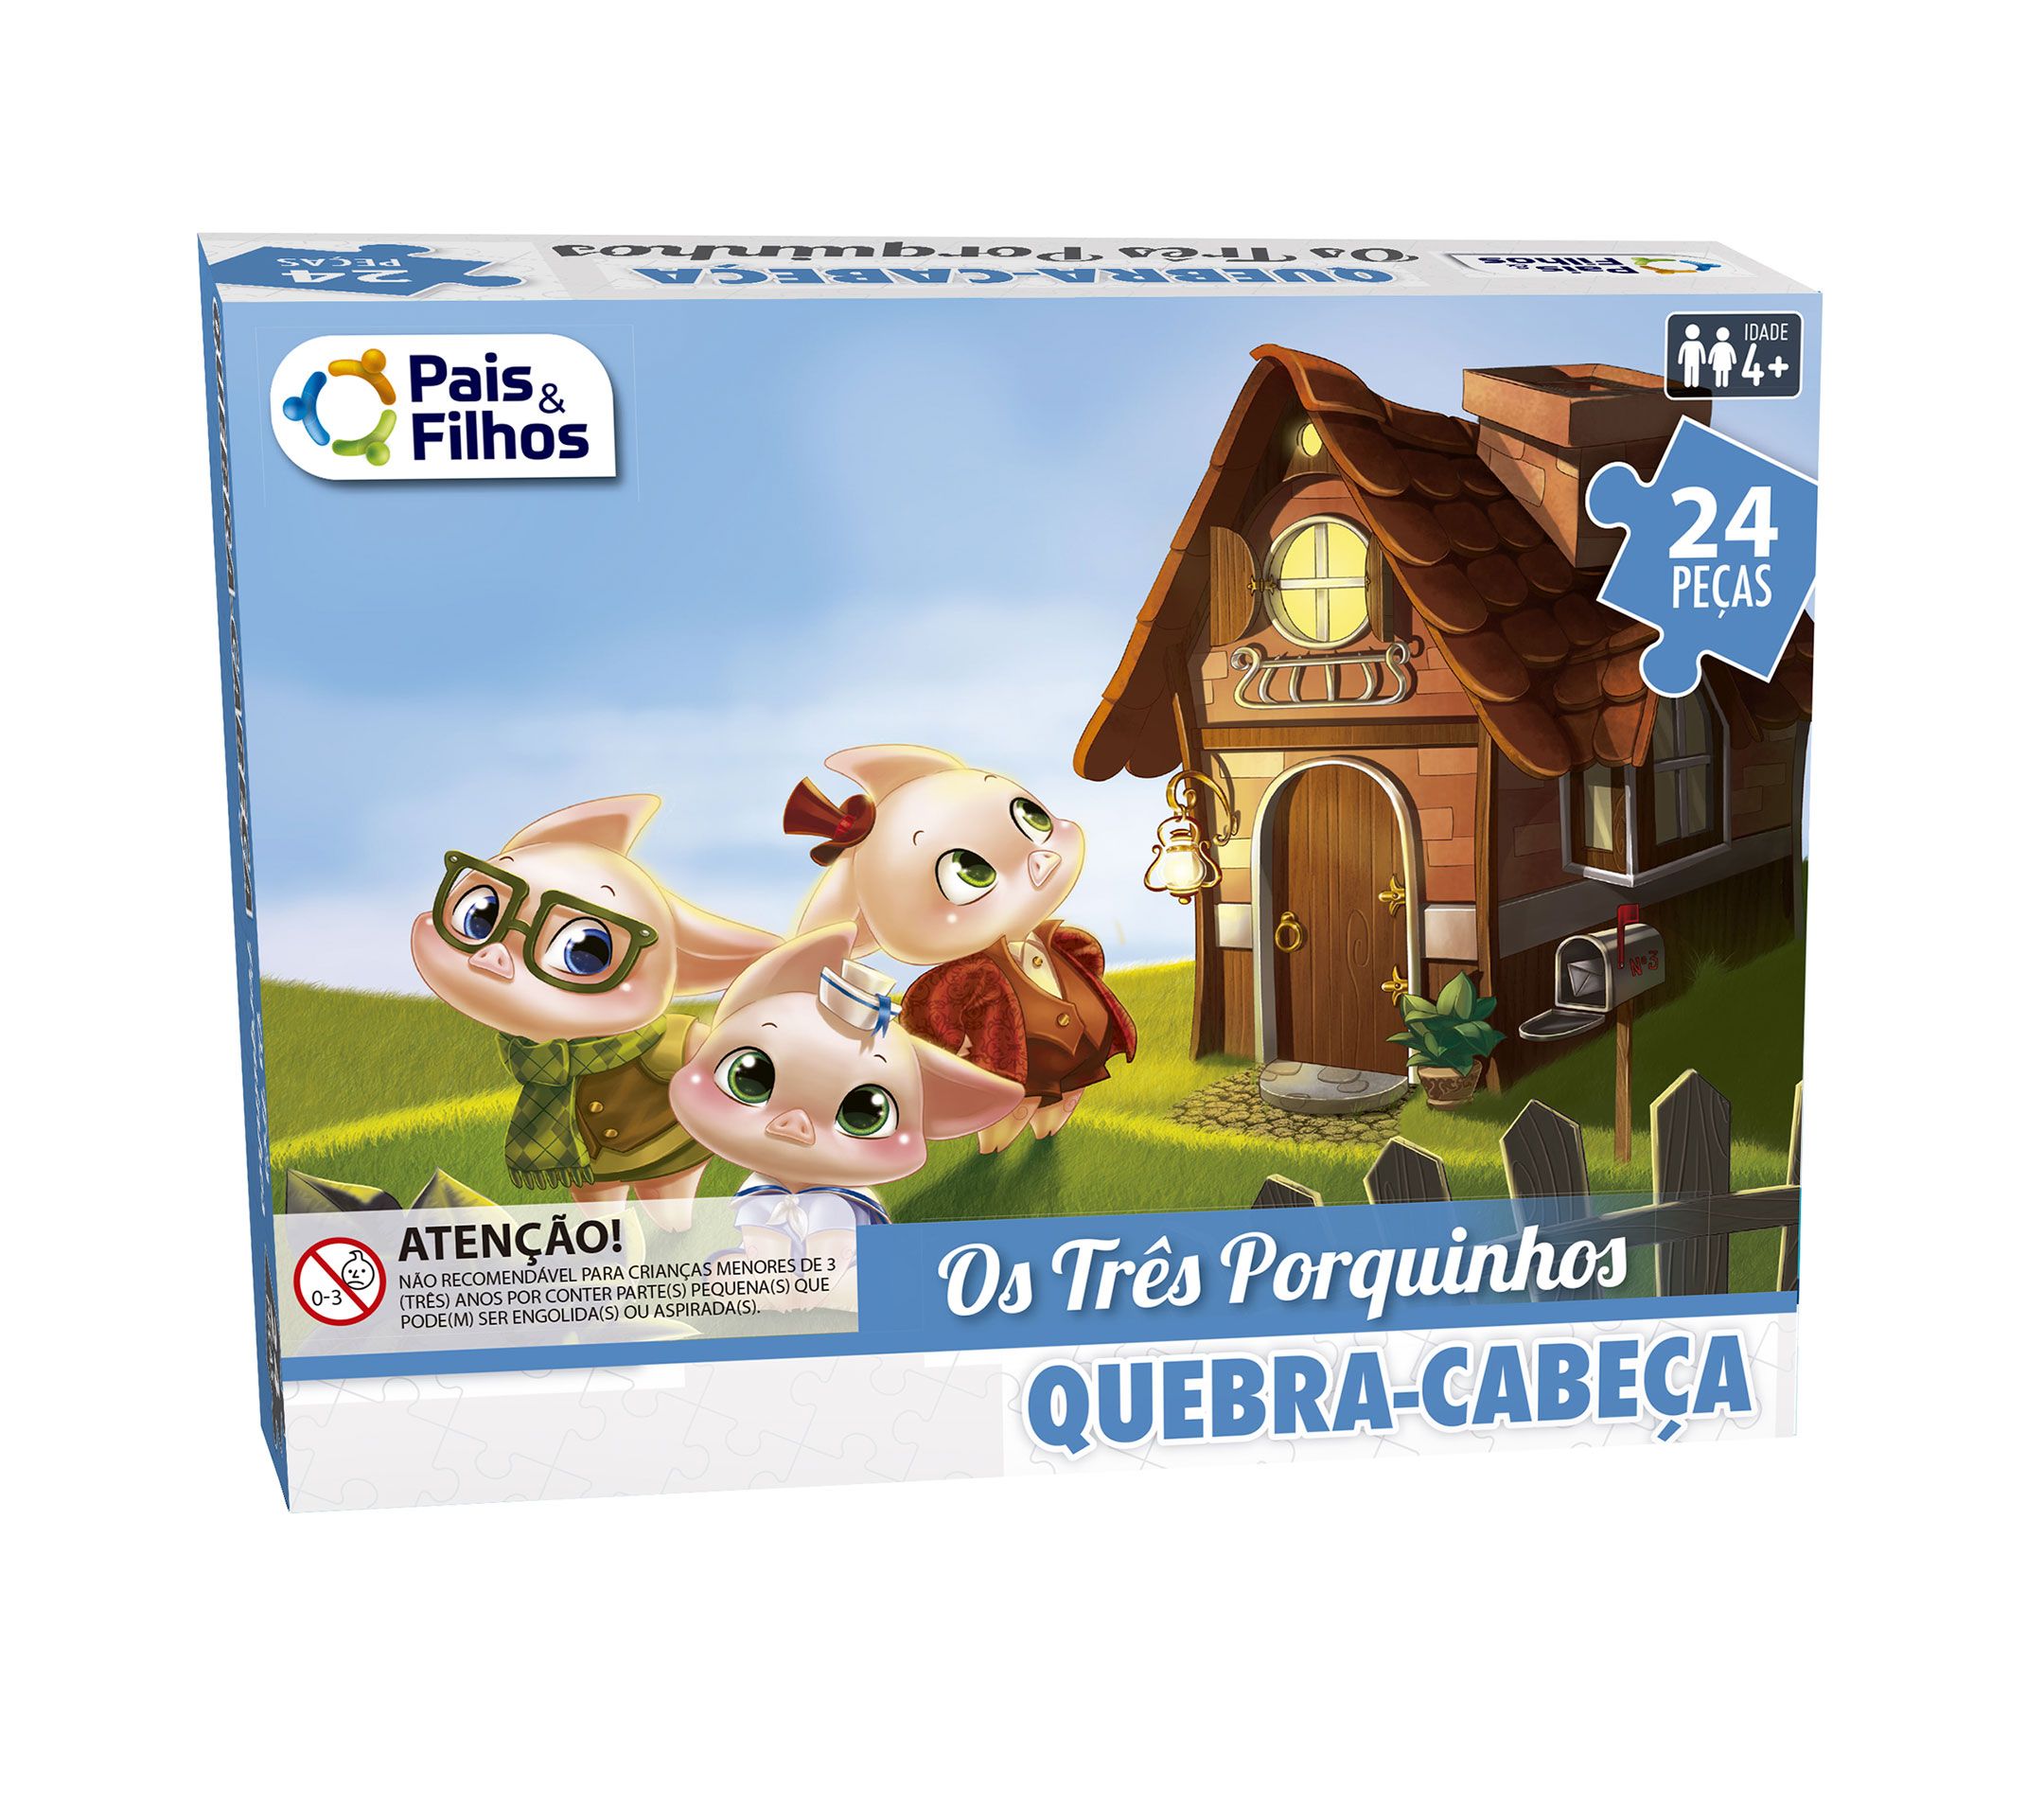 Os Três Porquinhos
QUEBRA-CABEÇA
24
PEÇAS
Pais &
Filhos
Pais &
Filhos
IDADE
4+
24
PEÇAS
Nº3
ATENÇÃO!
0-3
NÃO RECOMENDÁVEL PARA CRIANÇAS MENORES DE 3
(TRÊS) ANOS POR CONTER PARTE(S) PEQUENA(S) QUE
PODE(M) SER ENGOLIDA(S) OU ASPIRADA(S).
Os Três Porquinhos
QUEBRA-CABEÇA